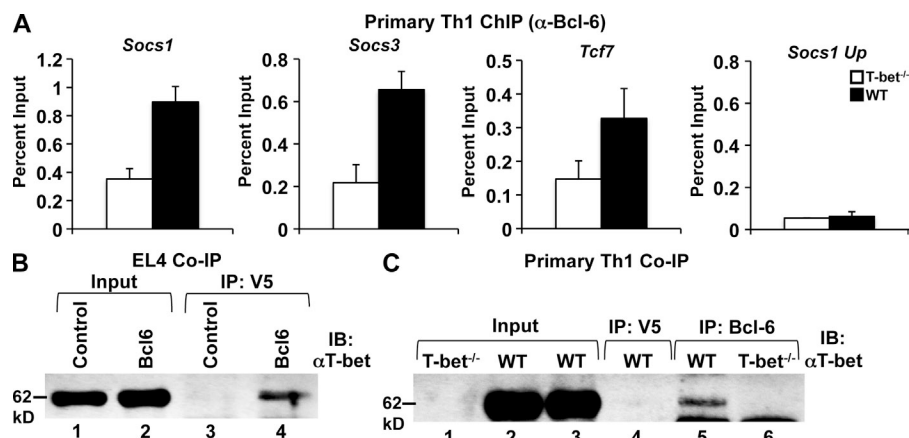 A
Primary Th1 ChIP (α-Bcl-6)
Socs1
Socs3
Tcf7
Socs1 Up
Percent Input
1.2
1
0.8
0.6
0.4
0.2
0
Percent Input
0.8
0.6
0.4
0.2
0
Percent Input
0.5
0.4
0.3
0.2
0.1
0
Percent Input
0.8
0.6
0.4
0.2
0
T-bet-/-
WT
B
EL4 Co-IP
Input
IP: V5
Control
Bcl6
Control
Bcl6
IB:
αT-bet
62
kD
1 2 3 4
C
Primary Th1 Co-IP
Input
IP: V5
IP: Bcl-6
T-bet-/- WT WT WT WT T-bet-/-
IB:
αT-bet
62
kD
1 2 3 4 5 6